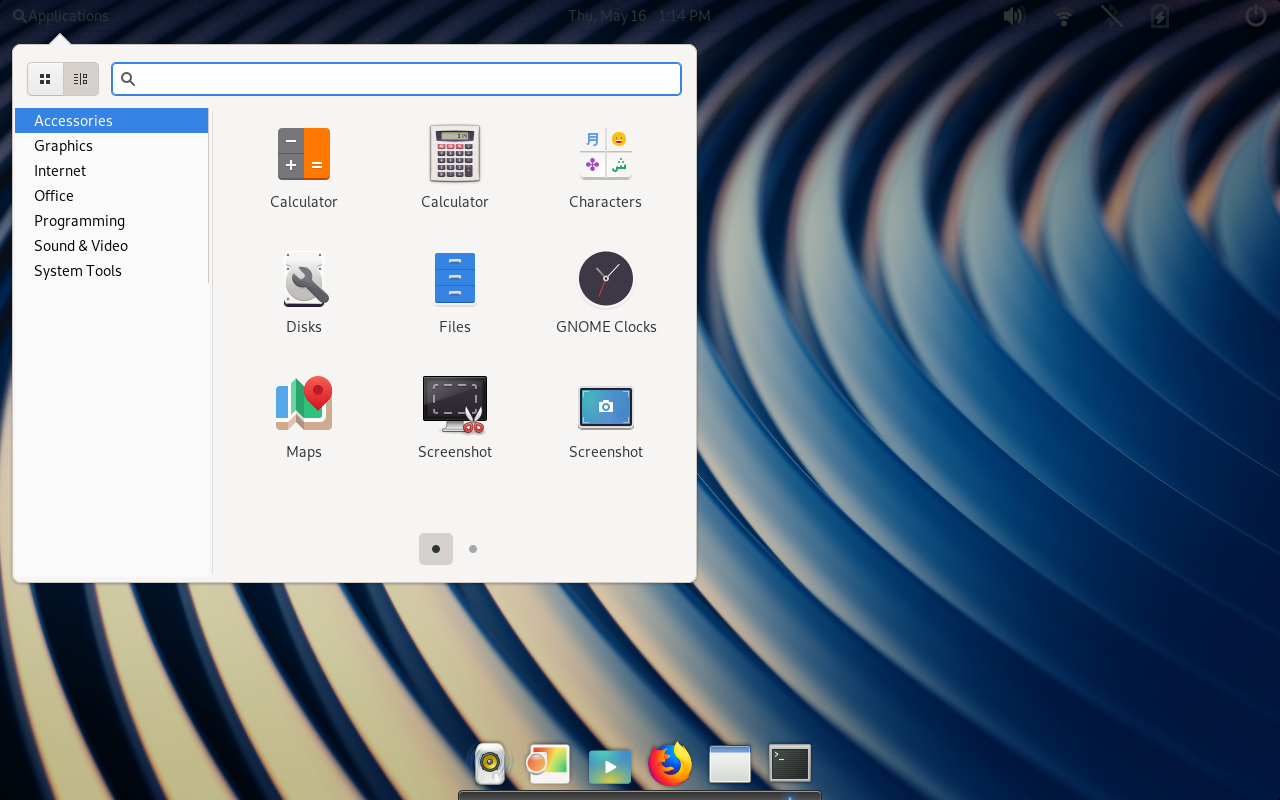 Applications
Thu, May 16 1:14 PM
Accessories
Graphics
Internet
Office
Programming
Sound & Video
System Tools
Calculator
Calculator
Characters
月
ش
Disks
Files
GNOME Clocks
Maps
Screenshot
Screenshot
>_